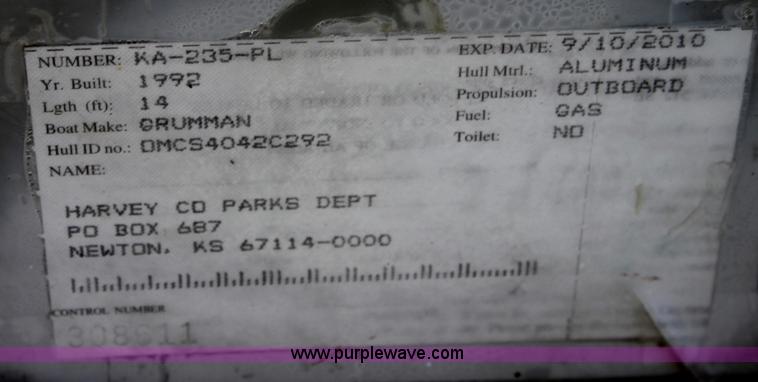 NUMBER: KA-235-PL EXP. DATE: 9/10/2010
Yr. Built: 1992 Hull Mtrl.: ALUMINUM
Lgth (ft): 14 Propulsion: OUTBOARD
Boat Make: GRUMMAN Fuel: GAS
Hull ID no.: OMCS4042C292 Toilet: NO
NAME:
HARVEY CO PARKS DEPT
PO BOX 687
NEWTON, KS 67114-0000
CONTROL NUMBER
308611
www.purplewave.com